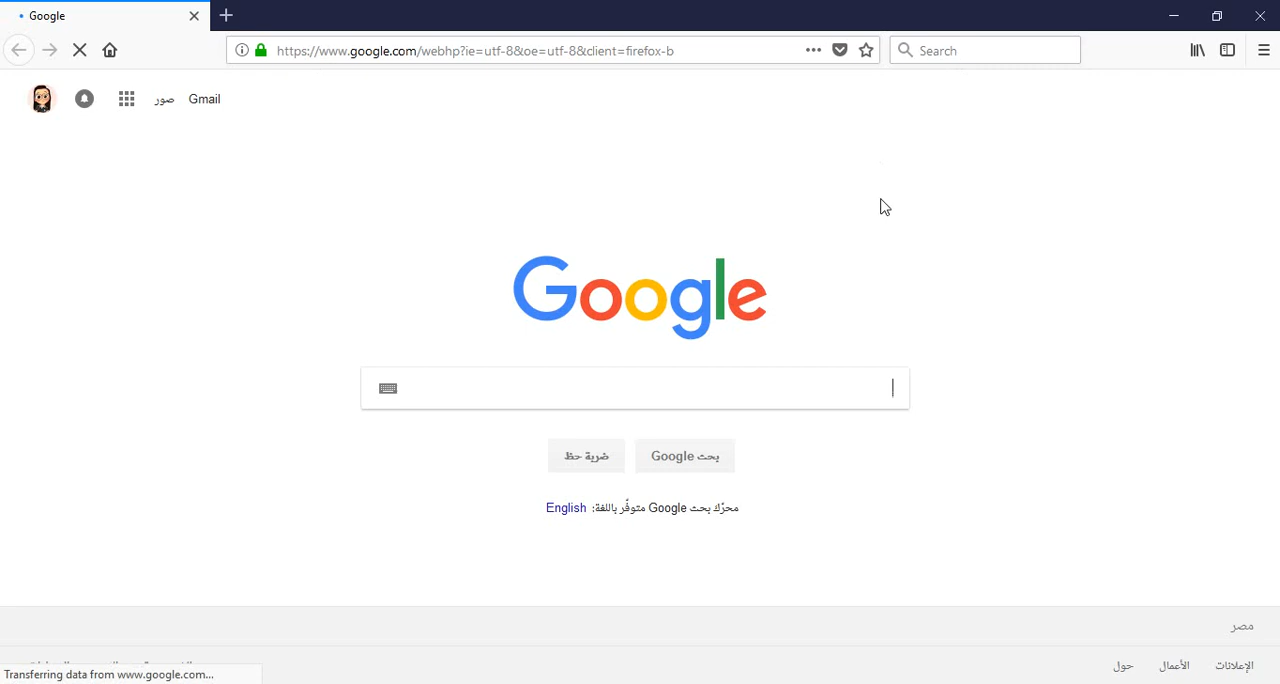 Google
https://www.google.com/webhp?ie=utf-8&oe=utf-8&client=firefox-b
Search
صور Gmail
Google
بحث Google
ضربة حظ
محرّك بحث Google متوفّر باللغة: English
مصر
الإعلانات الأعمال حول
Transferring data from www.google.com...